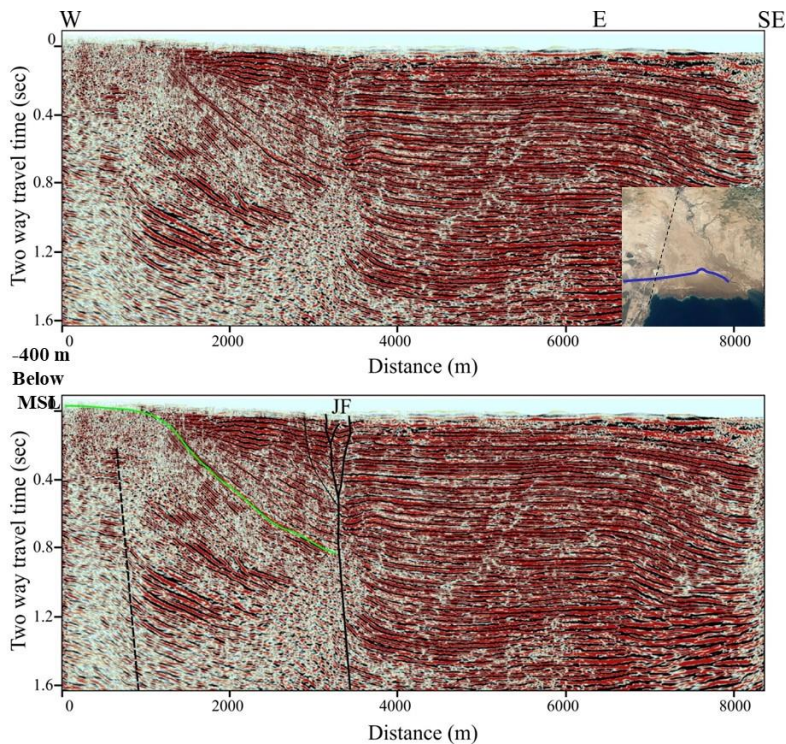 W E SE
0
0.4
0.8
1.2
1.6
Two way travel time (sec)
0 2000 4000 6000 8000
Distance (m)
-400 m
Below
MSL
JF
0
0.4
0.8
1.2
1.6
Two way travel time (sec)
0 2000 4000 6000 8000
Distance (m)